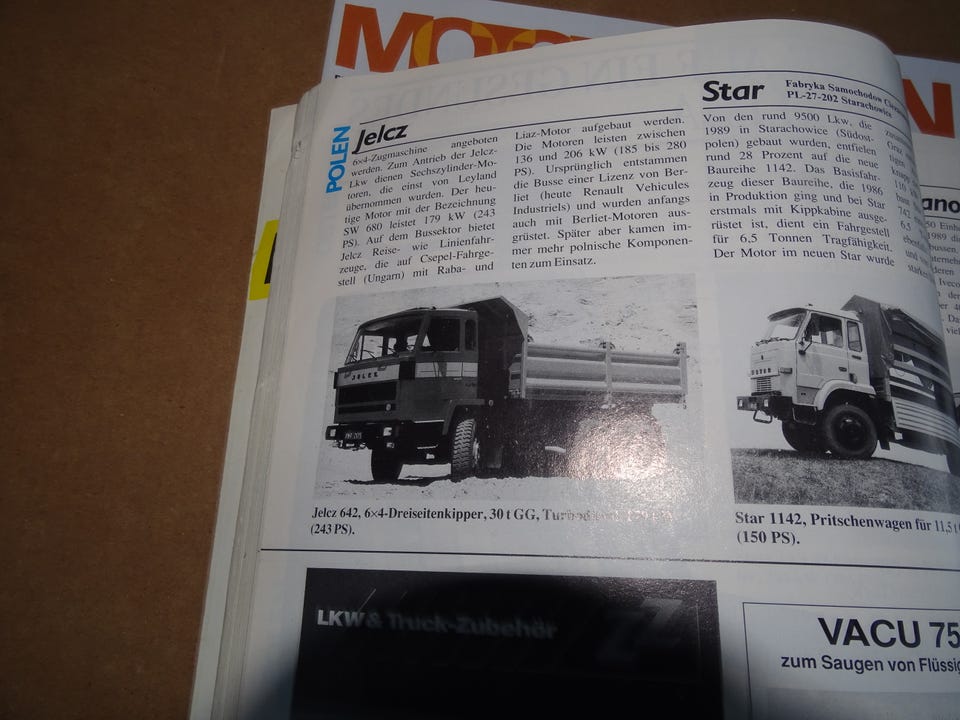 POLEN
Jelcz
6×4-Zugmaschine angeboten
werden. Zum Antrieb der Jelcz-
Lkw dienen Sechszylinder-Mo-
toren, die einst von Leyland
übernommen wurden. Der heu-
tige Motor mit der Bezeichnung
SW 680 leistet 179 kW (243
PS). Auf dem Bussektor bietet
Jelcz Reise- wie Linienfahr-
zeuge, die auf Csepel-Fahrge-
stell (Ungarn) mit Raba- und
Liaz-Motor aufgebaut werden.
Die Motoren leisten zwischen
136 und 206 kW (185 bis 280
PS). Ursprünglich entstammen
die Busse einer Lizenz von Ber-
liet (heute Renault Vehicules
Industriels) und wurden anfangs
auch mit Berliet-Motoren aus-
gerüstet. Später aber kamen im-
mer mehr polnische Komponen-
ten zum Einsatz.
JELCZ
Jelcz 642, 6×4-Dreiseitenkipper, 30 t GG,
(243 PS).
Star
Fabryka Samochodow
PL-27-202 Starachowice
Von den rund 9500 Lkw, die
1989 in Starachowice (Südost-
polen) gebaut wurden, entfielen
rund 28 Prozent auf die neue
Baureihe 1142. Das Basisfahr-
zeug dieser Baureihe, die 1986
in Produktion ging und bei Star
erstmals mit Kippkabine ausge-
rüstet ist, dient ein Fahrgestell
für 6,5 Tonnen Tragfähigkeit.
Der Motor im neuen Star wurde
Star 1142, Pritschenwagen für 11,5 t
(150 PS).
LKW & Truck-Zubehör
VACU 75
zum Saugen von Flüssig